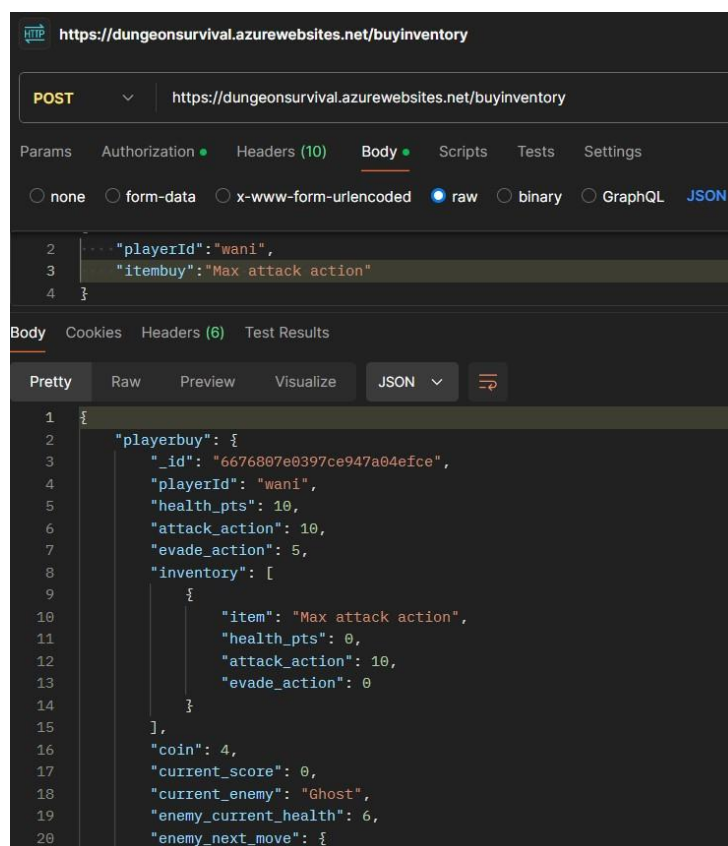 HTTP https://dungeonsurvival.azurewebsites.net/buyinventory
POST https://dungeonsurvival.azurewebsites.net/buyinventory
Params Authorization Headers (10) Body Scripts Tests Settings
none form-data x-www-form-urlencoded raw binary GraphQL JSON
2 "playerId":"wani",
3 "itembuy":"Max attack action"
4 }
Body Cookies Headers (6) Test Results
Pretty Raw Preview Visualize JSON
1 {
2 "playerbuy": {
3 "_id": "6676807e0397ce947a04efce",
4 "playerId": "wani",
5 "health_pts": 10,
6 "attack_action": 10,
7 "evade_action": 5,
8 "inventory": [
9 {
10 "item": "Max attack action",
11 "health_pts": 0,
12 "attack_action": 10,
13 "evade_action": 0
14 }
15 ],
16 "coin": 4,
17 "current_score": 0,
18 "current_enemy": "Ghost",
19 "enemy_current_health": 6,
20 "enemy_next_move": {